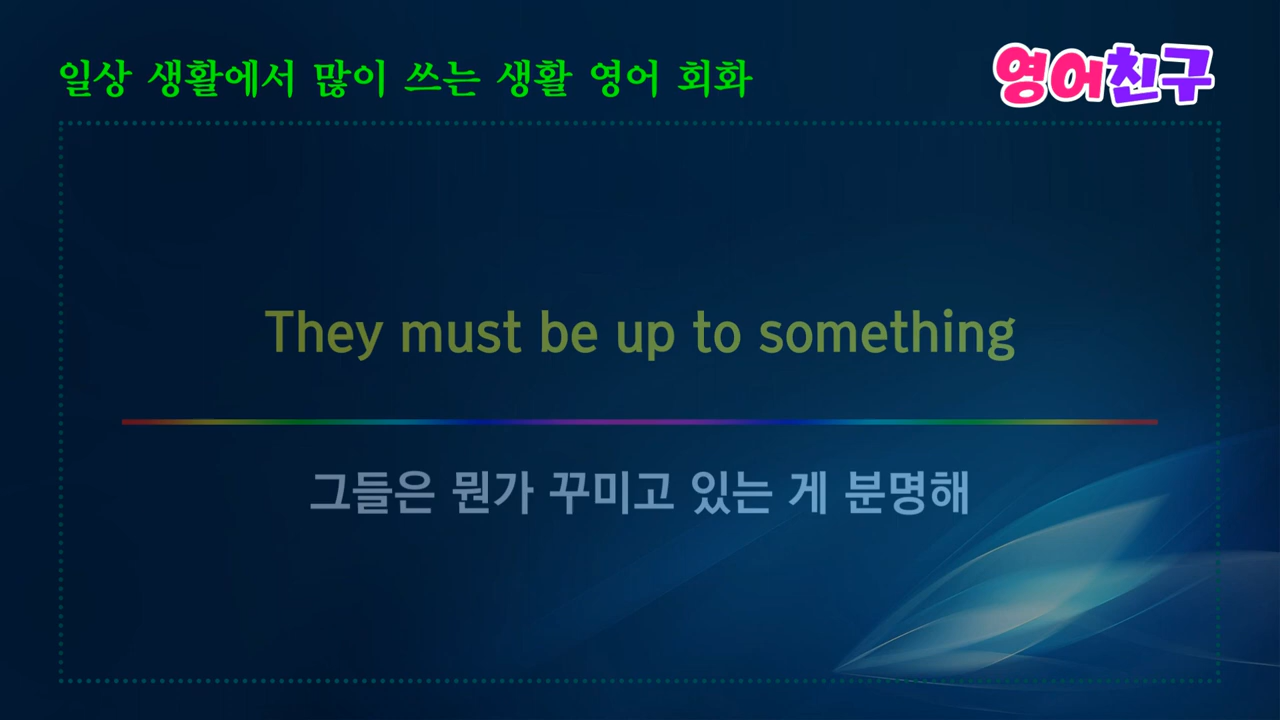 일상 생활에서 많이 쓰는 생활 영어 회화
영어친구
They must be up to something
그들은 뭔가 꾸미고 있는 게 분명해